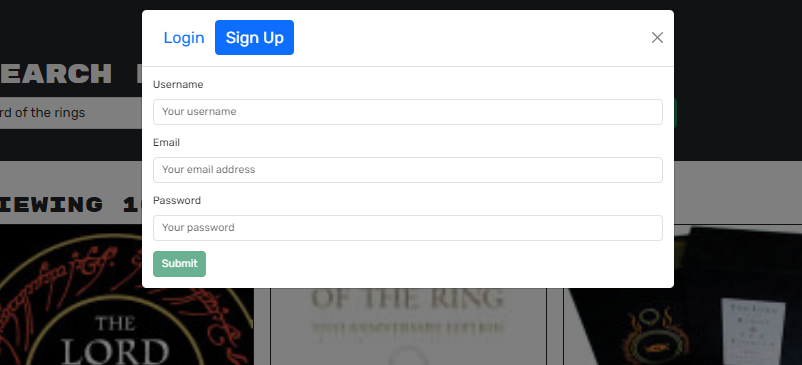 Login Sign Up
EARCH
rd of the rings
Username
Your username
Email
Your email address
Password
Your password
Submit
IEWING 1
THE
LORD
OF THE RING
50TH ANNIVERSARY EDITION